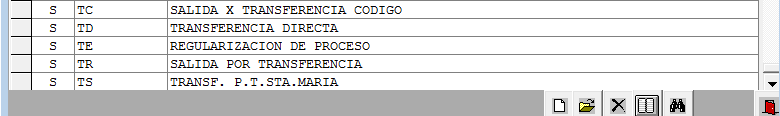 S TC SALIDA X TRANSFERENCIA CODIGO
S TD TRANSFERENCIA DIRECTA
S TE REGULARIZACION DE PROCESO
S TR SALIDA POR TRANSFERENCIA
S TS TRANSF. P.T.STA.MARIA